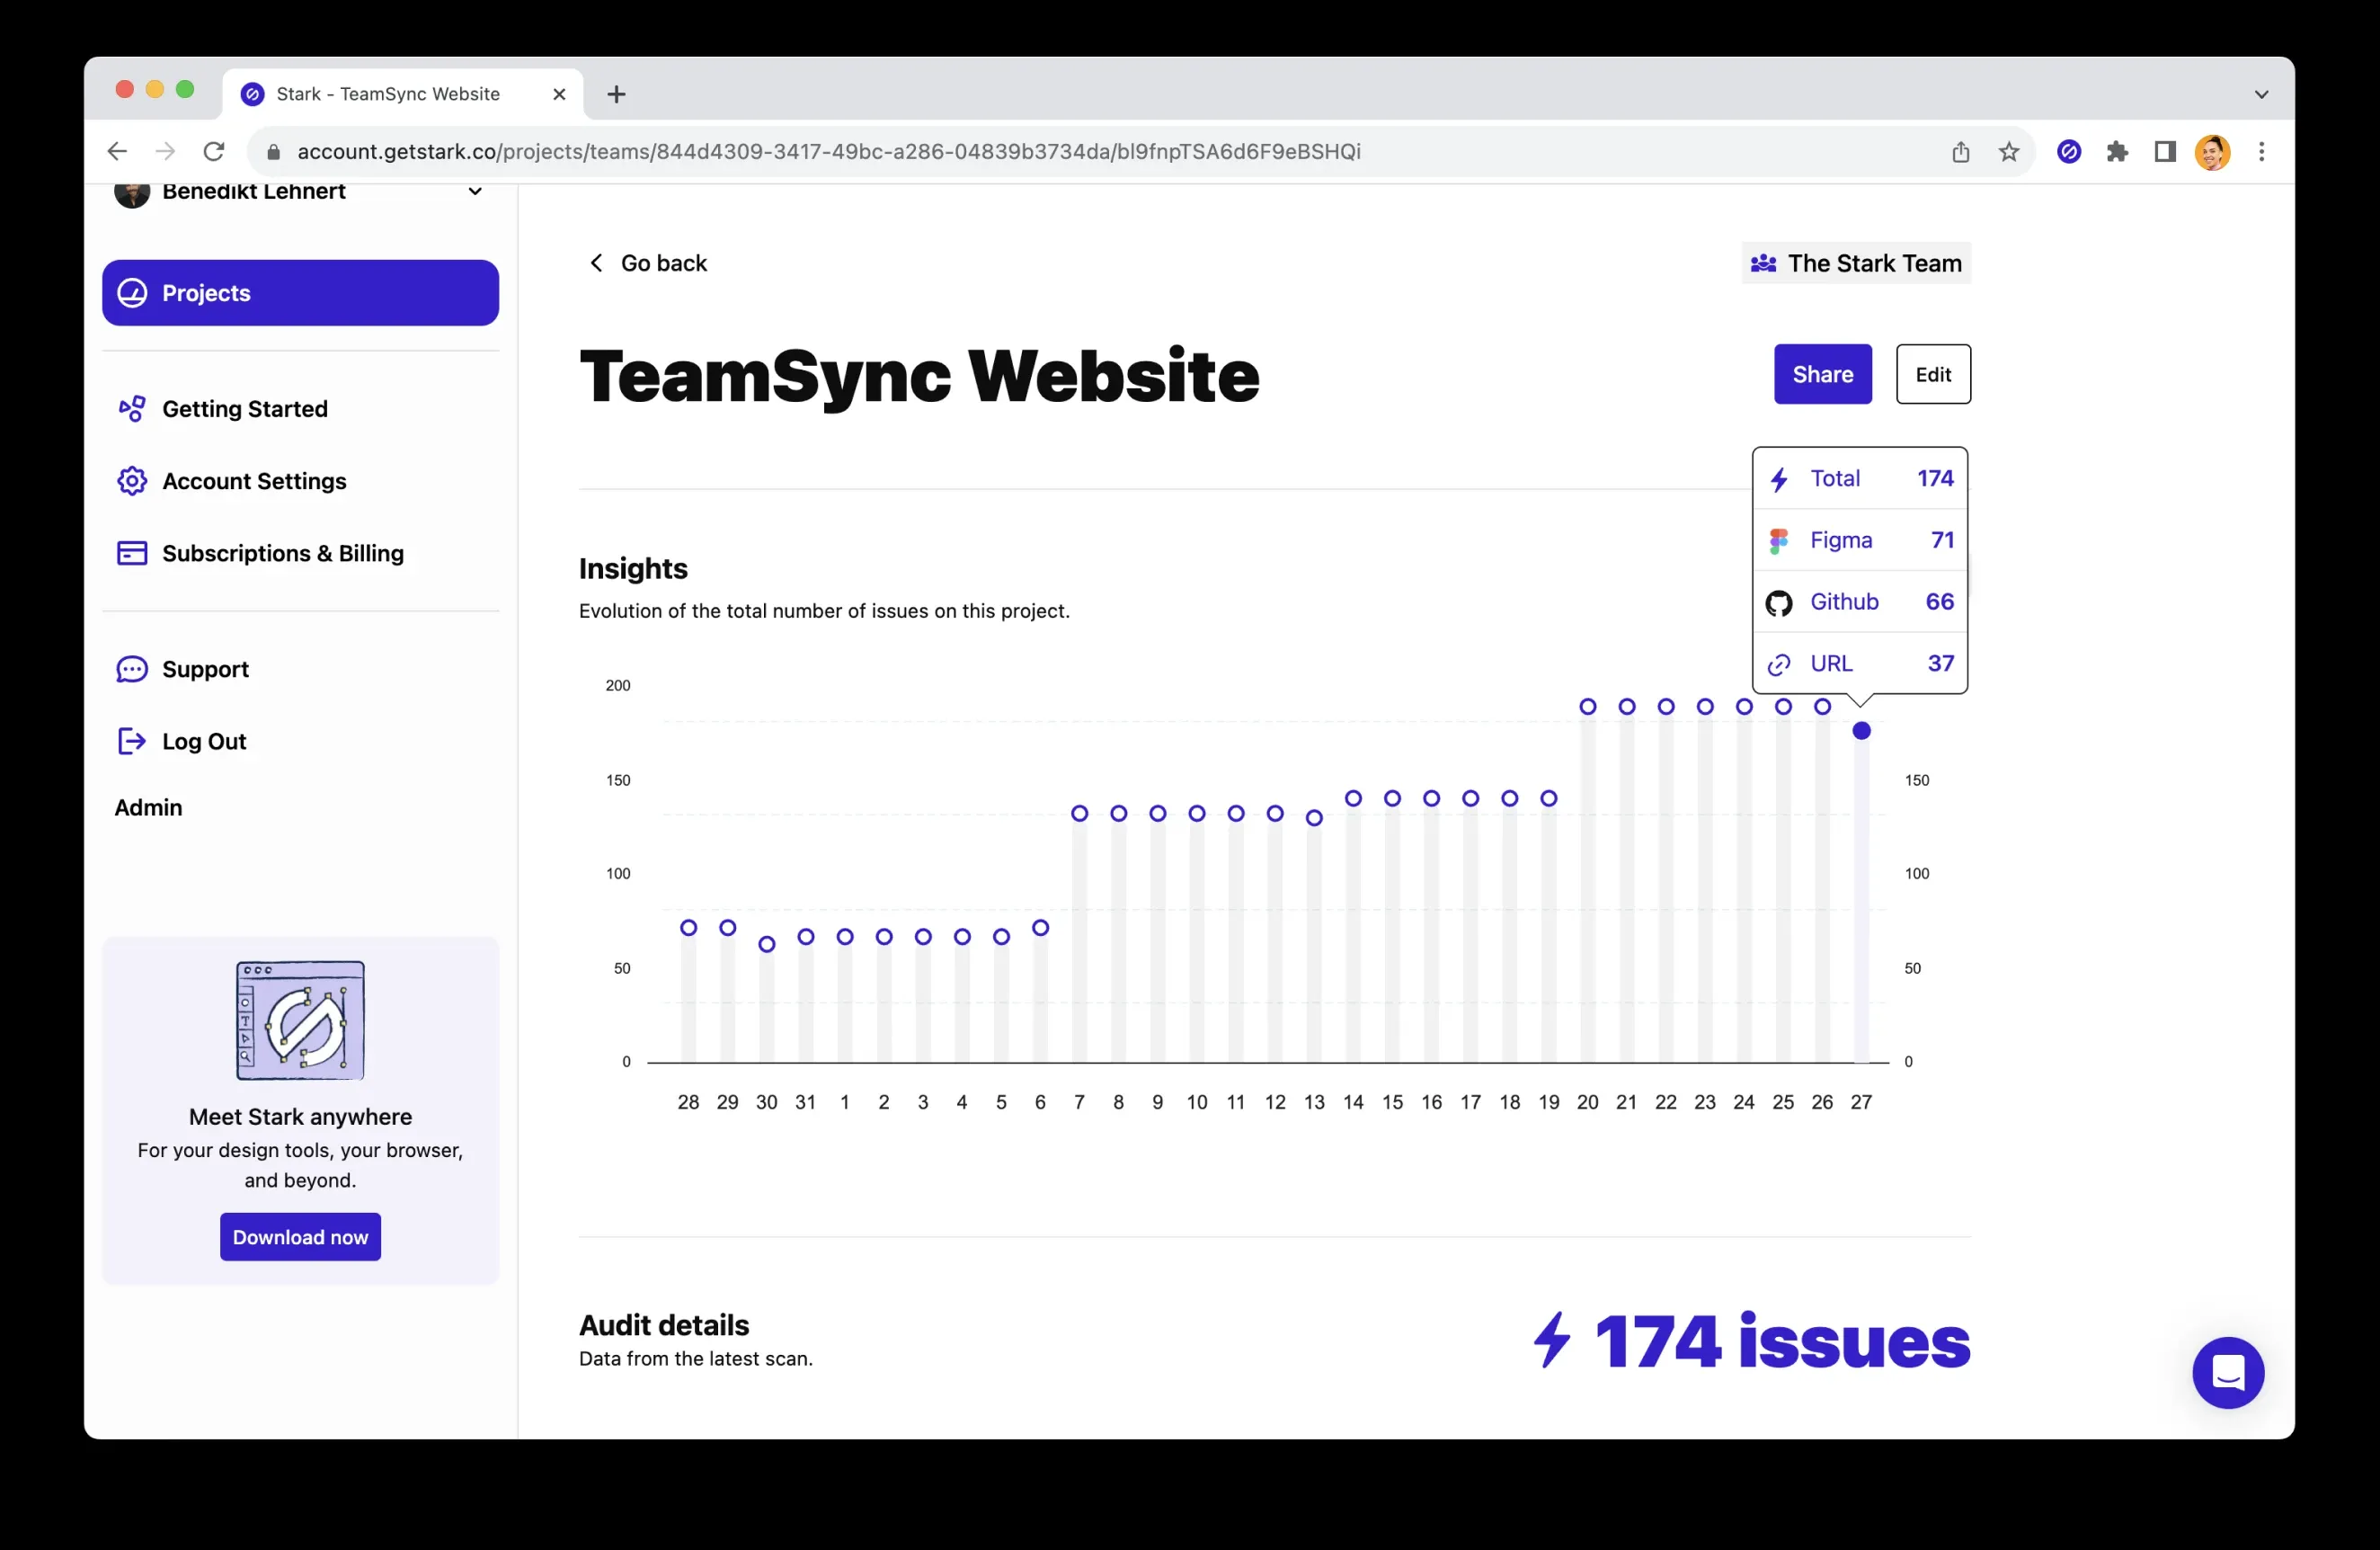 Stark - TeamSync Website
account.getstark.co/projects/teams/844d4309-3417-49bc-a286-04839b3734da/bl9fnpTSA6d6F9eBSHQi
Benedikt Lehnert
Projects
Getting Started
Account Settings
Subscriptions & Billing
Support
Log Out
Admin
Meet Stark anywhere
For your design tools, your browser,
and beyond.
Download now
Go back
The Stark Team
TeamSync Website
Share
Edit
Total 174
Figma 71
Github 66
URL 37
Insights
Evolution of the total number of issues on this project.
200
150 150
100 100
50 50
0 0
28 29 30 31 1 2 3 4 5 6 7 8 9 10 11 12 13 14 15 16 17 18 19 20 21 22 23 24 25 26 27
Audit details
Data from the latest scan.
174 issues